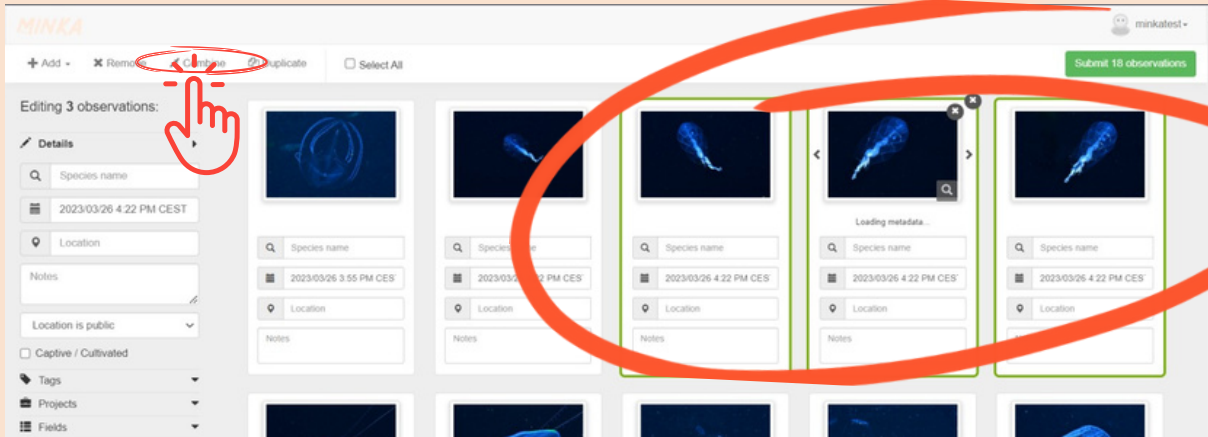 MINKA
minkatest
Add Remove Combine Duplicate Select All
Submit 18 observations
Editing 3 observations:
Details
Species name
2023/03/26 4:22 PM CEST
Location
Notes
Location is public
Captive / Cultivated
Tags
Projects
Fields
Loading metadata...
Species name Species name Species name Species name Species name
2023/03/26 3:55 PM CES 2023/03/26 4:22 PM CES 2023/03/26 4:22 PM CES 2023/03/26 4:22 PM CES
Location Location Location Location Location
Notes Notes Notes Notes